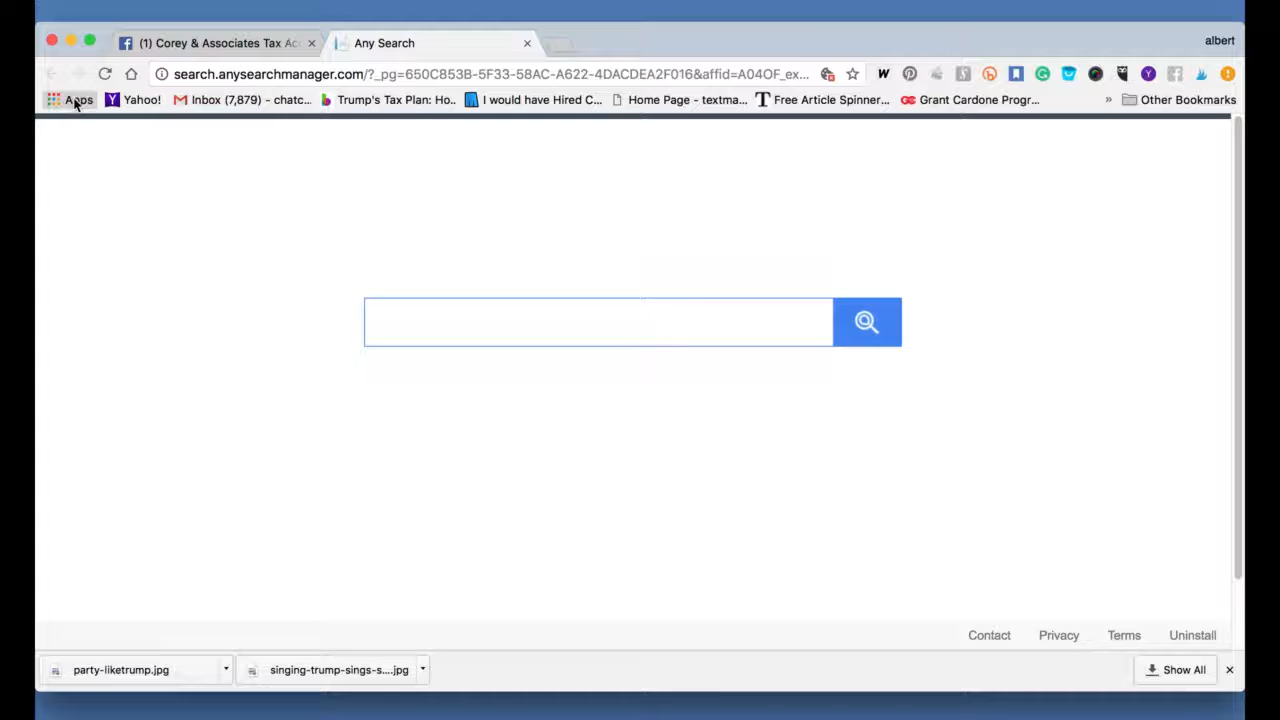 (1) Corey & Associates Tax Ac
Any Search
albert
search.anysearchmanager.com/?_pg=650C853B-5F33-58AC-A622-4DACDEA2F016&affid=A04OF_ex...
Apps
Yahoo!
Inbox (7,879) - chatc...
Trump's Tax Plan: Ho..
I would have Hired C...
Home Page - textma...
Free Article Spinner...
Grant Cardone Progr...
»
Other Bookmarks
Contact
Privacy
Terms
Uninstall
party-liketrump.jpg
singing-trump-sings-s....jpg
Show All